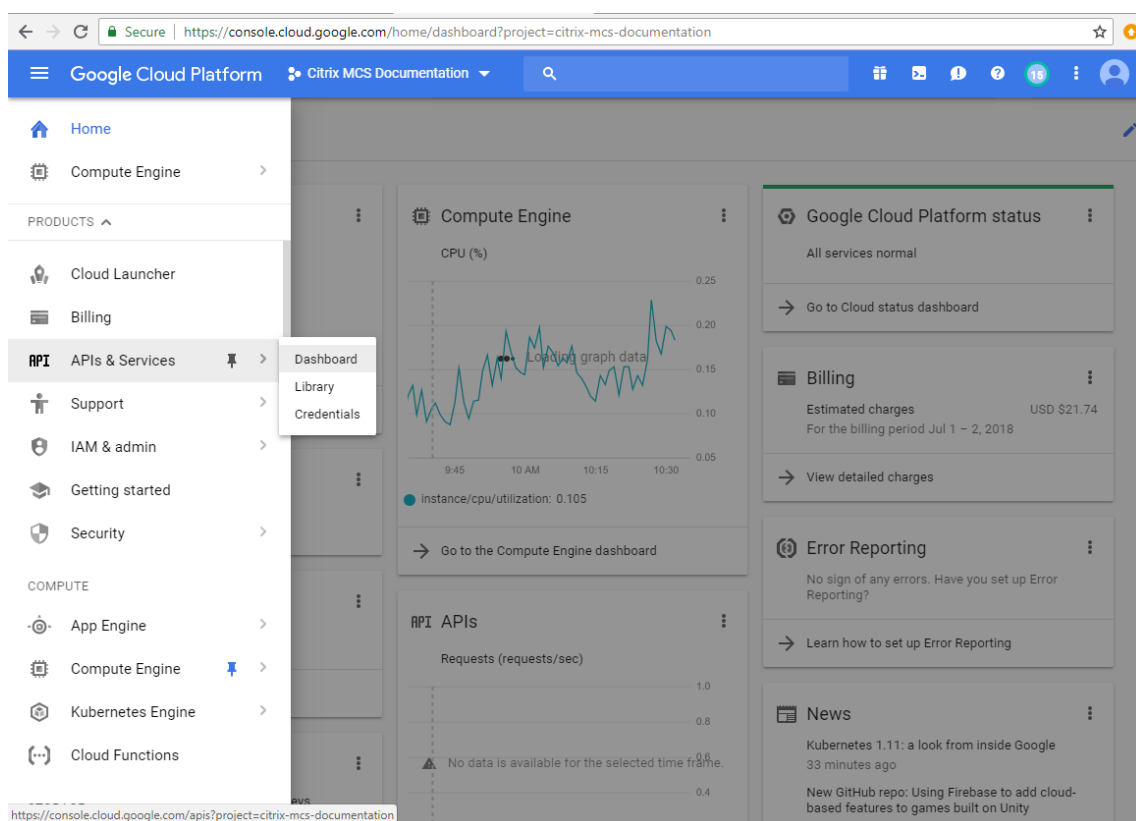 Secure | https://console.cloud.google.com/home/dashboard?project=citrix-mcs-documentation
Google Cloud Platform
Citrix MCS Documentation
15
Home
Compute Engine
PRODUCTS
Cloud Launcher
Billing
API APIs & Services
Support
IAM & admin
Getting started
Security
COMPUTE
App Engine
Compute Engine
Kubernetes Engine
Cloud Functions
Dashboard
Library
Credentials
Compute Engine
CPU (%)
0.25
0.20
0.15
0.10
0.05
Loading graph data
9:45 10 AM 10:15 10:30
instance/cpu/utilization: 0.105
Go to the Compute Engine dashboard
API APIs
Requests (requests/sec)
1.0
0.8
0.6
0.4
No data is available for the selected time frame.
Google Cloud Platform status
All services normal
Go to Cloud status dashboard
Billing
Estimated charges USD $21.74
For the billing period Jul 1 – 2, 2018
View detailed charges
Error Reporting
No sign of any errors. Have you set up Error
Reporting?
Learn how to set up Error Reporting
News
Kubernetes 1.11: a look from inside Google
33 minutes ago
New GitHub repo: Using Firebase to add cloud-
based features to games built on Unity
https://console.cloud.google.com/apis?project=citrix-mcs-documentation